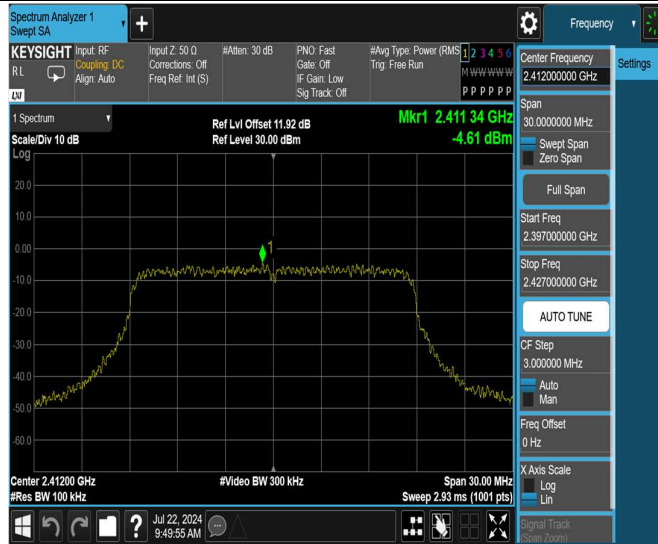 Spectrum Analyzer 1
Swept SA
+
Frequency
KEYSIGHT
RL
LXI
Input: RF
Coupling: DC
Align: Auto
Input Z: 50 Ω
Corrections: Off
Freq Ref: Int (S)
#Atten: 30 dB
PNO: Fast
Gate: Off
IF Gain: Low
Sig Track: Off
#Avg Type: Power (RMS
Trig: Free Run
1 2 3 4 5 6
M W W W W W
P P P P P P
1 Spectrum
Scale/Div 10 dB
Log
Ref Lvl Offset 11.92 dB
Ref Level 30.00 dBm
Mkr1 2.411 34 GHz
-4.61 dBm
20.0
10.0
0.00
-10.0
-20.0
-30.0
-40.0
-50.0
-60.0
1
Center 2.41200 GHz
#Res BW 100 kHz
#Video BW 300 kHz
Span 30.00 MHz
Sweep 2.93 ms (1001 pts)
?
Jul 22, 2024
9:49:55 AM
Center Frequency
2.412000000 GHz
Settings
Span
30.0000000 MHz
Swept Span
Zero Span
Full Span
Start Freq
2.397000000 GHz
Stop Freq
2.427000000 GHz
AUTO TUNE
CF Step
3.000000 MHz
Auto
Man
Freq Offset
0 Hz
X Axis Scale
Log
Lin
Signal Track
(Span Zoom)